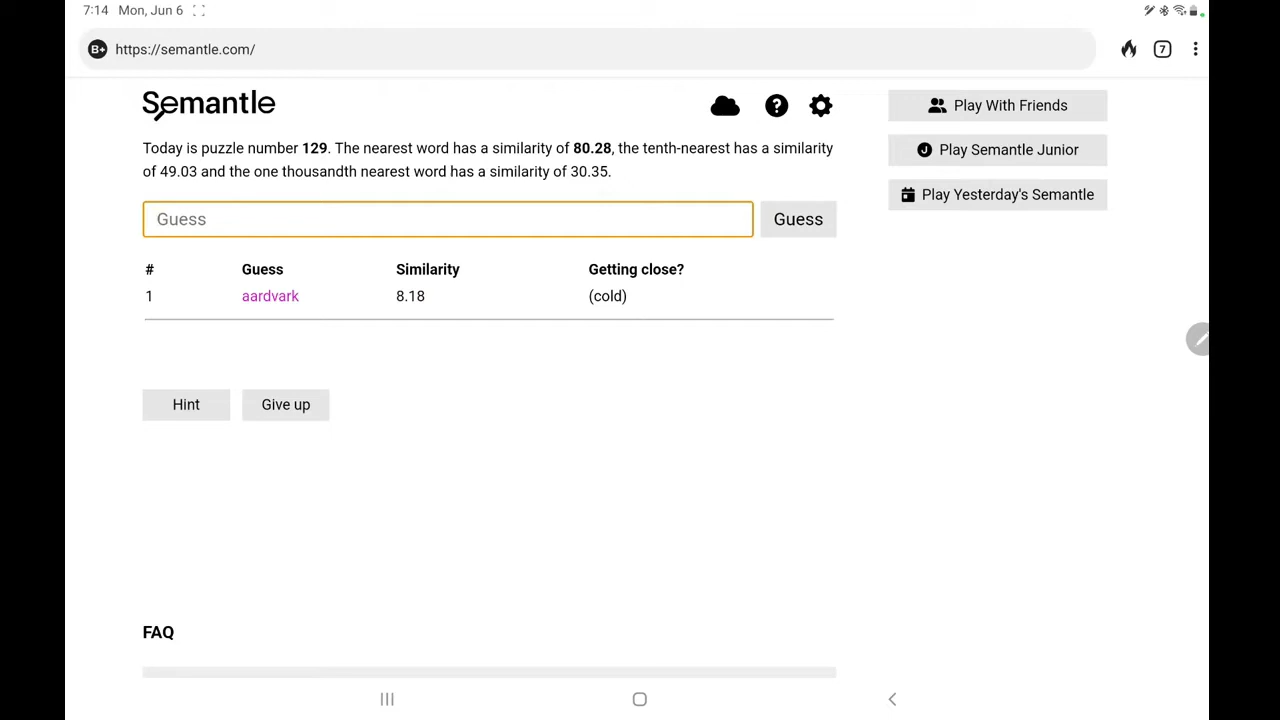 7:14 Mon, Jun 6
B+ https://semantle.com/ 7
Semantle
? Play With Friends
Today is puzzle number 129. The nearest word has a similarity of 80.28, the tenth-nearest has a similarity
of 49.03 and the one thousandth nearest word has a similarity of 30.35.
J Play Semantle Junior
Play Yesterday's Semantle
Guess Guess
# Guess Similarity Getting close?
1 aardvark 8.18 (cold)
Hint Give up
FAQ